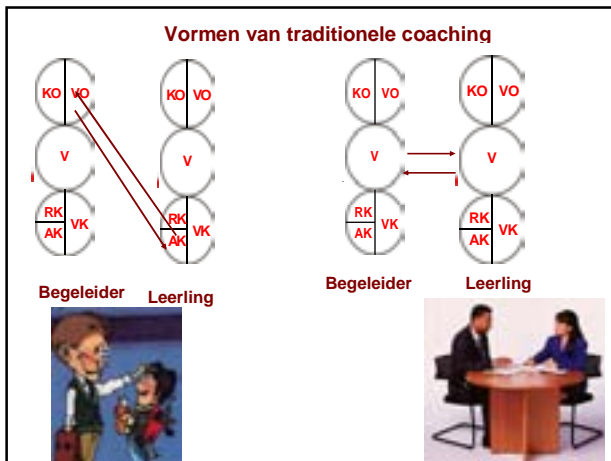 Vormen van traditionele coaching
KO VO
V
RK
AK
VK
KO VO
V
RK
AK
VK
Begeleider
Leerling
KO VO
V
RK
AK
VK
KO VO
V
RK
AK
VK
Begeleider
Leerling